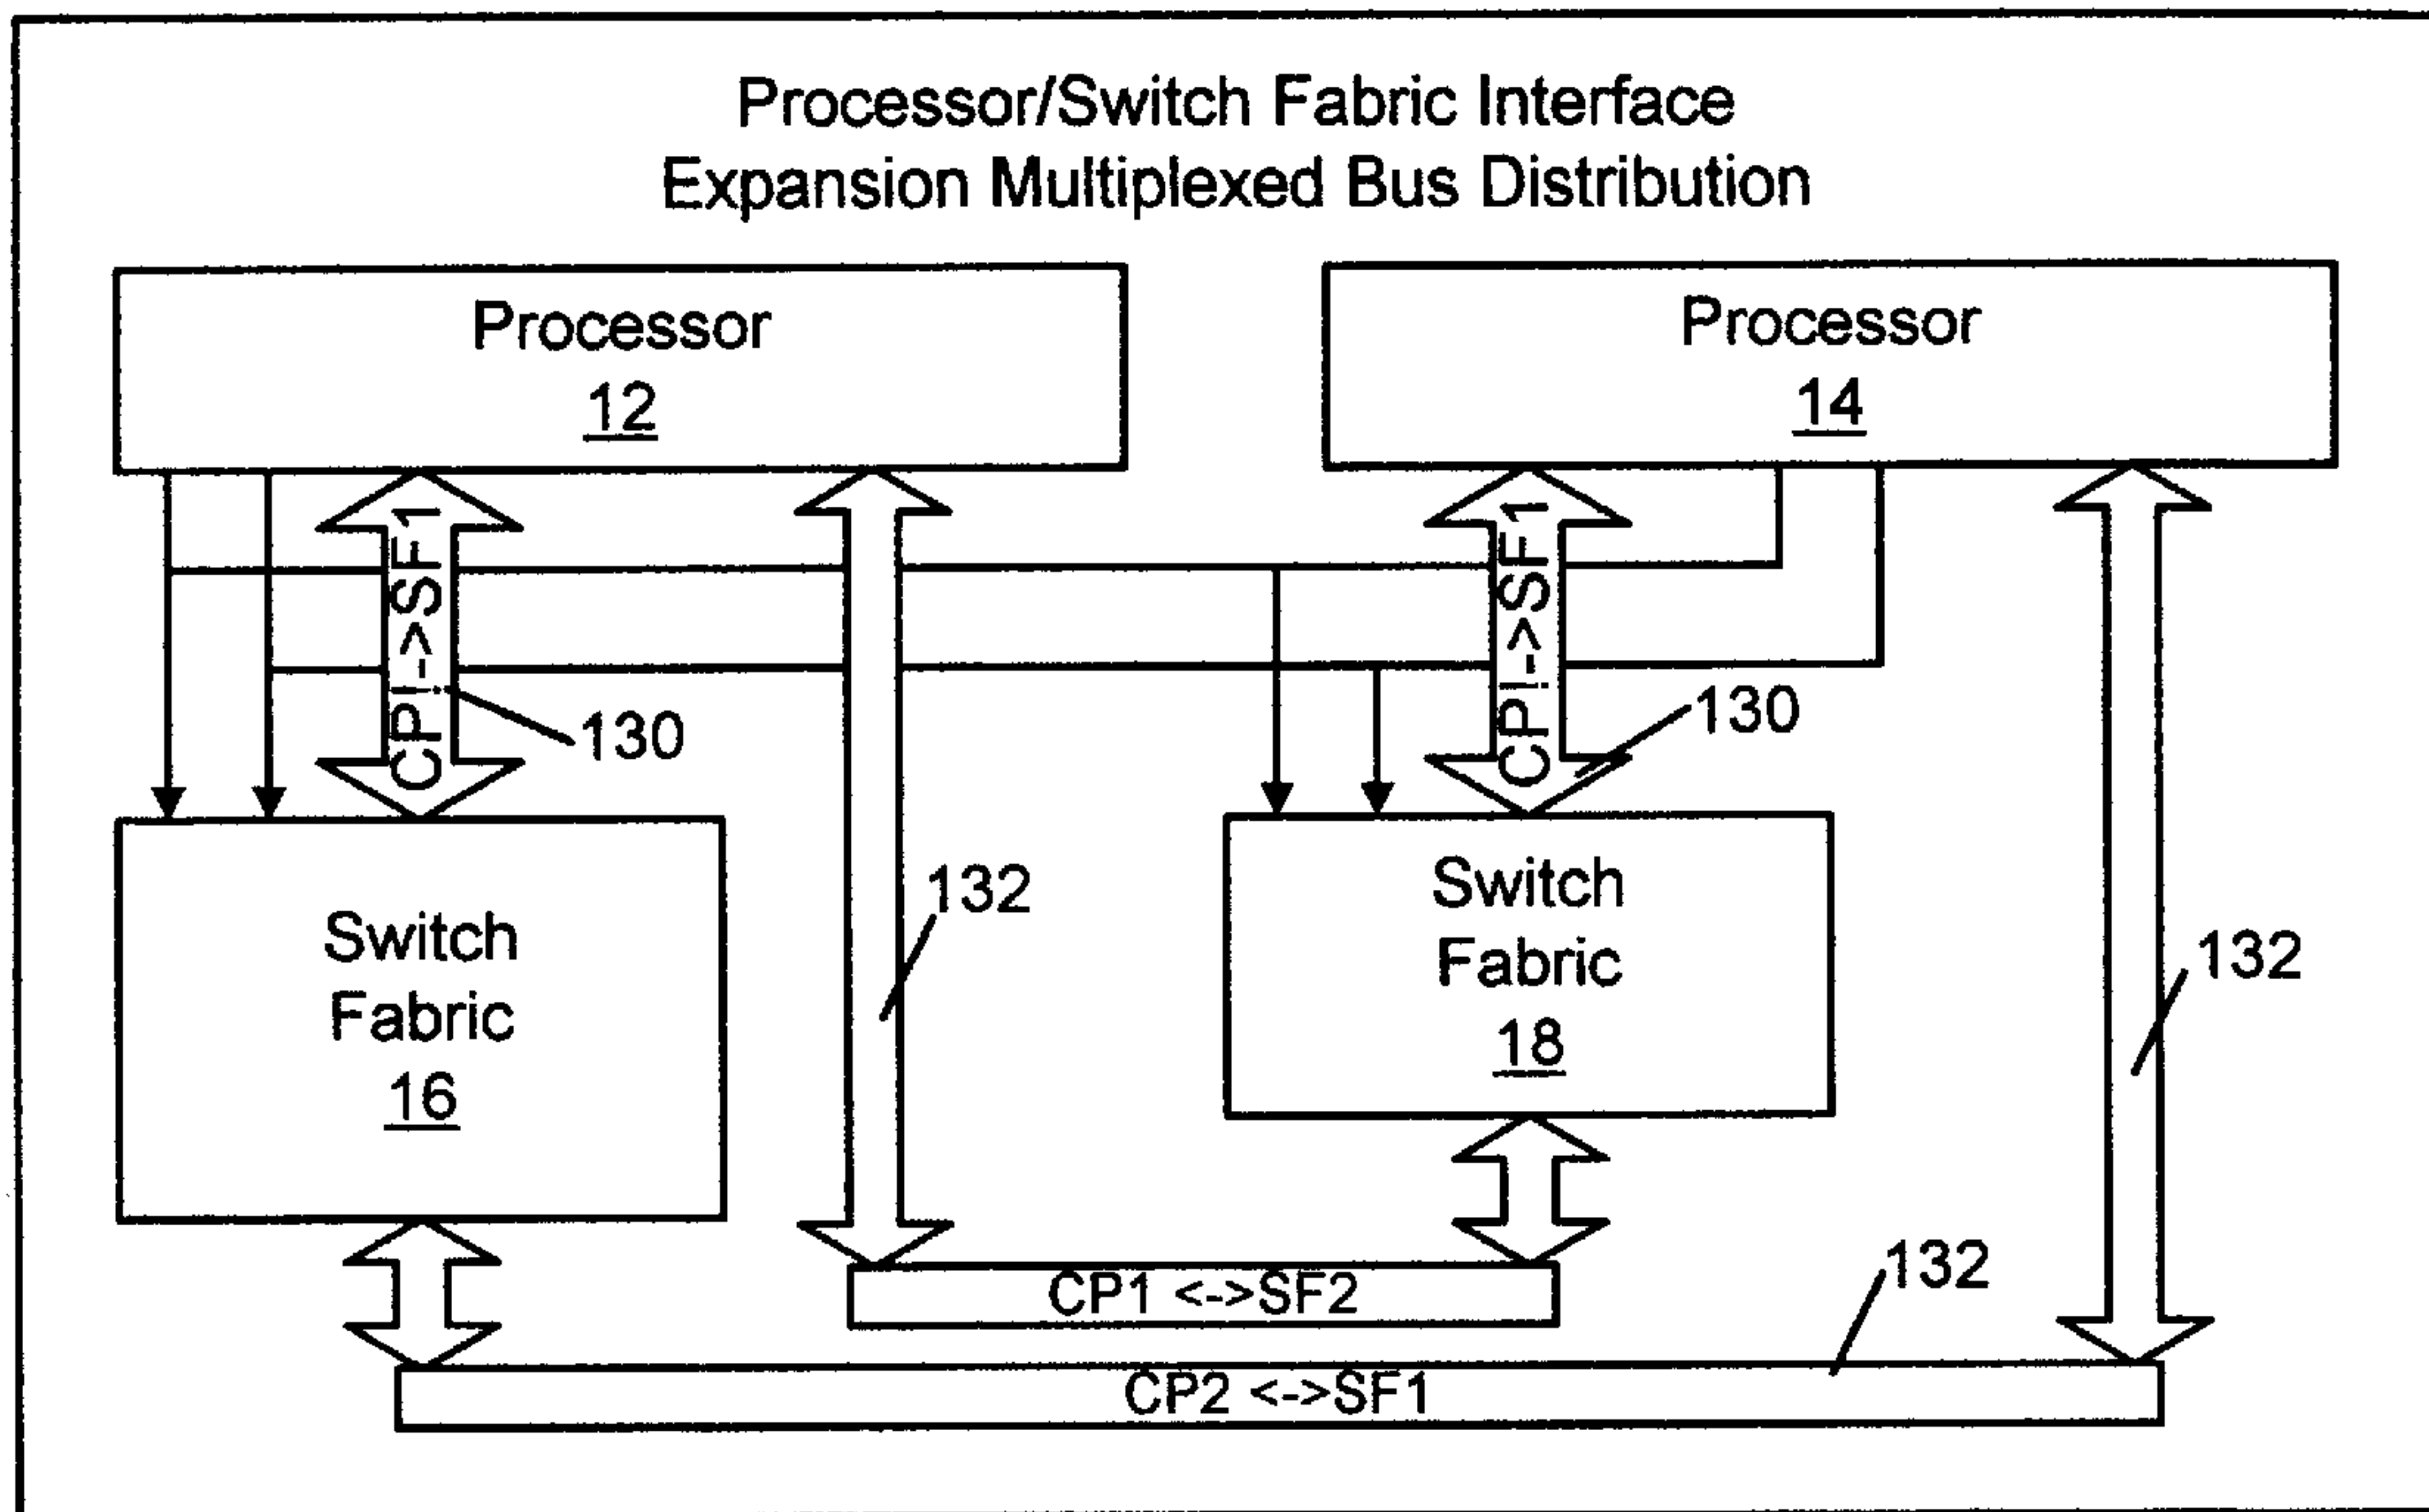 Processor/Switch Fabric Interface
Expansion Multiplexed Bus Distribution
Processor
12
Processor
14
CPI->SF1
130
CPI->SF1
130
Switch
Fabric
16
132
Switch
Fabric
18
132
CP1 <->SF2
132
CP2 <->SF1